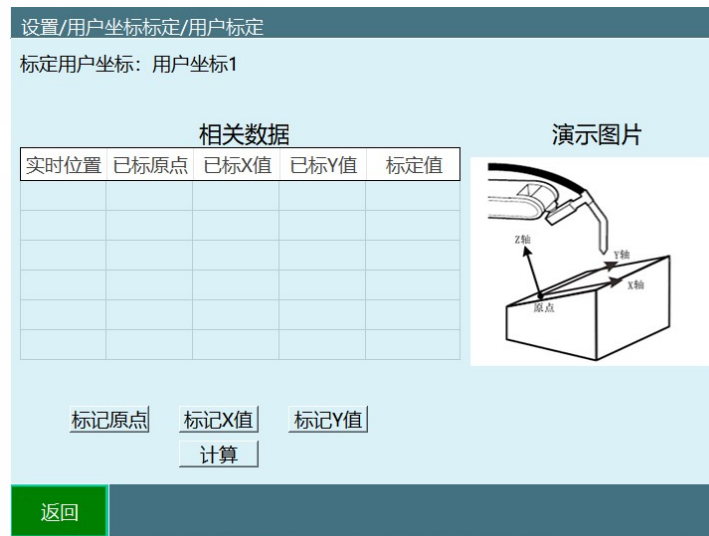 设置/用户坐标标定/用户标定
标定用户坐标：用户坐标1
相关数据 演示图片
实时位置 已标原点 已标X值 已标Y值 标定值
Z轴
Y轴
X轴
原点
标记原点 标记X值 标记Y值
计算
返回